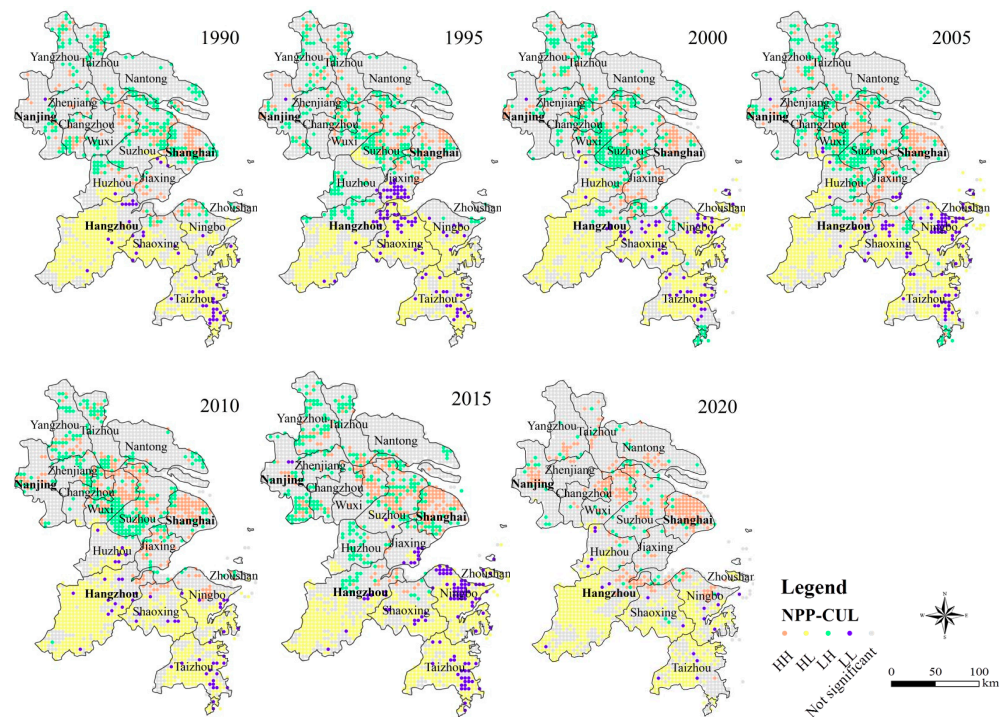 1990
Yangzhou
Taizhou
Nantong
Zhenjiang
Nanjing
Changzhou
Wuxi
Suzhou
Shanghai
Huzhou
Jiaxing
Zhoushan
Hangzhou
Ningbo
Shaoxing
Taizhou
1995
Yangzhou
Taizhou
Nantong
Zhenjiang
Nanjing
Changzhou
Wuxi
Suzhou
Shanghai
Huzhou
Jiaxing
Zhoushan
Hangzhou
Ningbo
Shaoxing
Taizhou
2000
Yangzhou
Taizhou
Nantong
Zhenjiang
Nanjing
Changzhou
Wuxi
Suzhou
Shanghai
Huzhou
Jiaxing
Zhoushan
Hangzhou
Ningbo
Shaoxing
Taizhou
2005
Yangzhou
Taizhou
Nantong
Zhenjiang
Nanjing
Changzhou
Wuxi
Suzhou
Shanghai
Huzhou
Jiaxing
Zhoushan
Hangzhou
Ningbo
Shaoxing
Taizhou
2010
Yangzhou
Taizhou
Nantong
Zhenjiang
Nanjing
Changzhou
Wuxi
Suzhou
Shanghai
Huzhou
Jiaxing
Zhoushan
Hangzhou
Ningbo
Shaoxing
Taizhou
2015
Yangzhou
Taizhou
Nantong
Zhenjiang
Nanjing
Changzhou
Wuxi
Suzhou
Shanghai
Huzhou
Jiaxing
Zhoushan
Hangzhou
Ningbo
Shaoxing
Taizhou
2020
Yangzhou
Taizhou
Nantong
Zhenjiang
Nanjing
Changzhou
Wuxi
Suzhou
Shanghai
Huzhou
Jiaxing
Zhoushan
Hangzhou
Ningbo
Shaoxing
Taizhou
Legend
NPP-CUL
HH
HL
LH
LL
Not significant
N
W
E
S
0 50 100
km